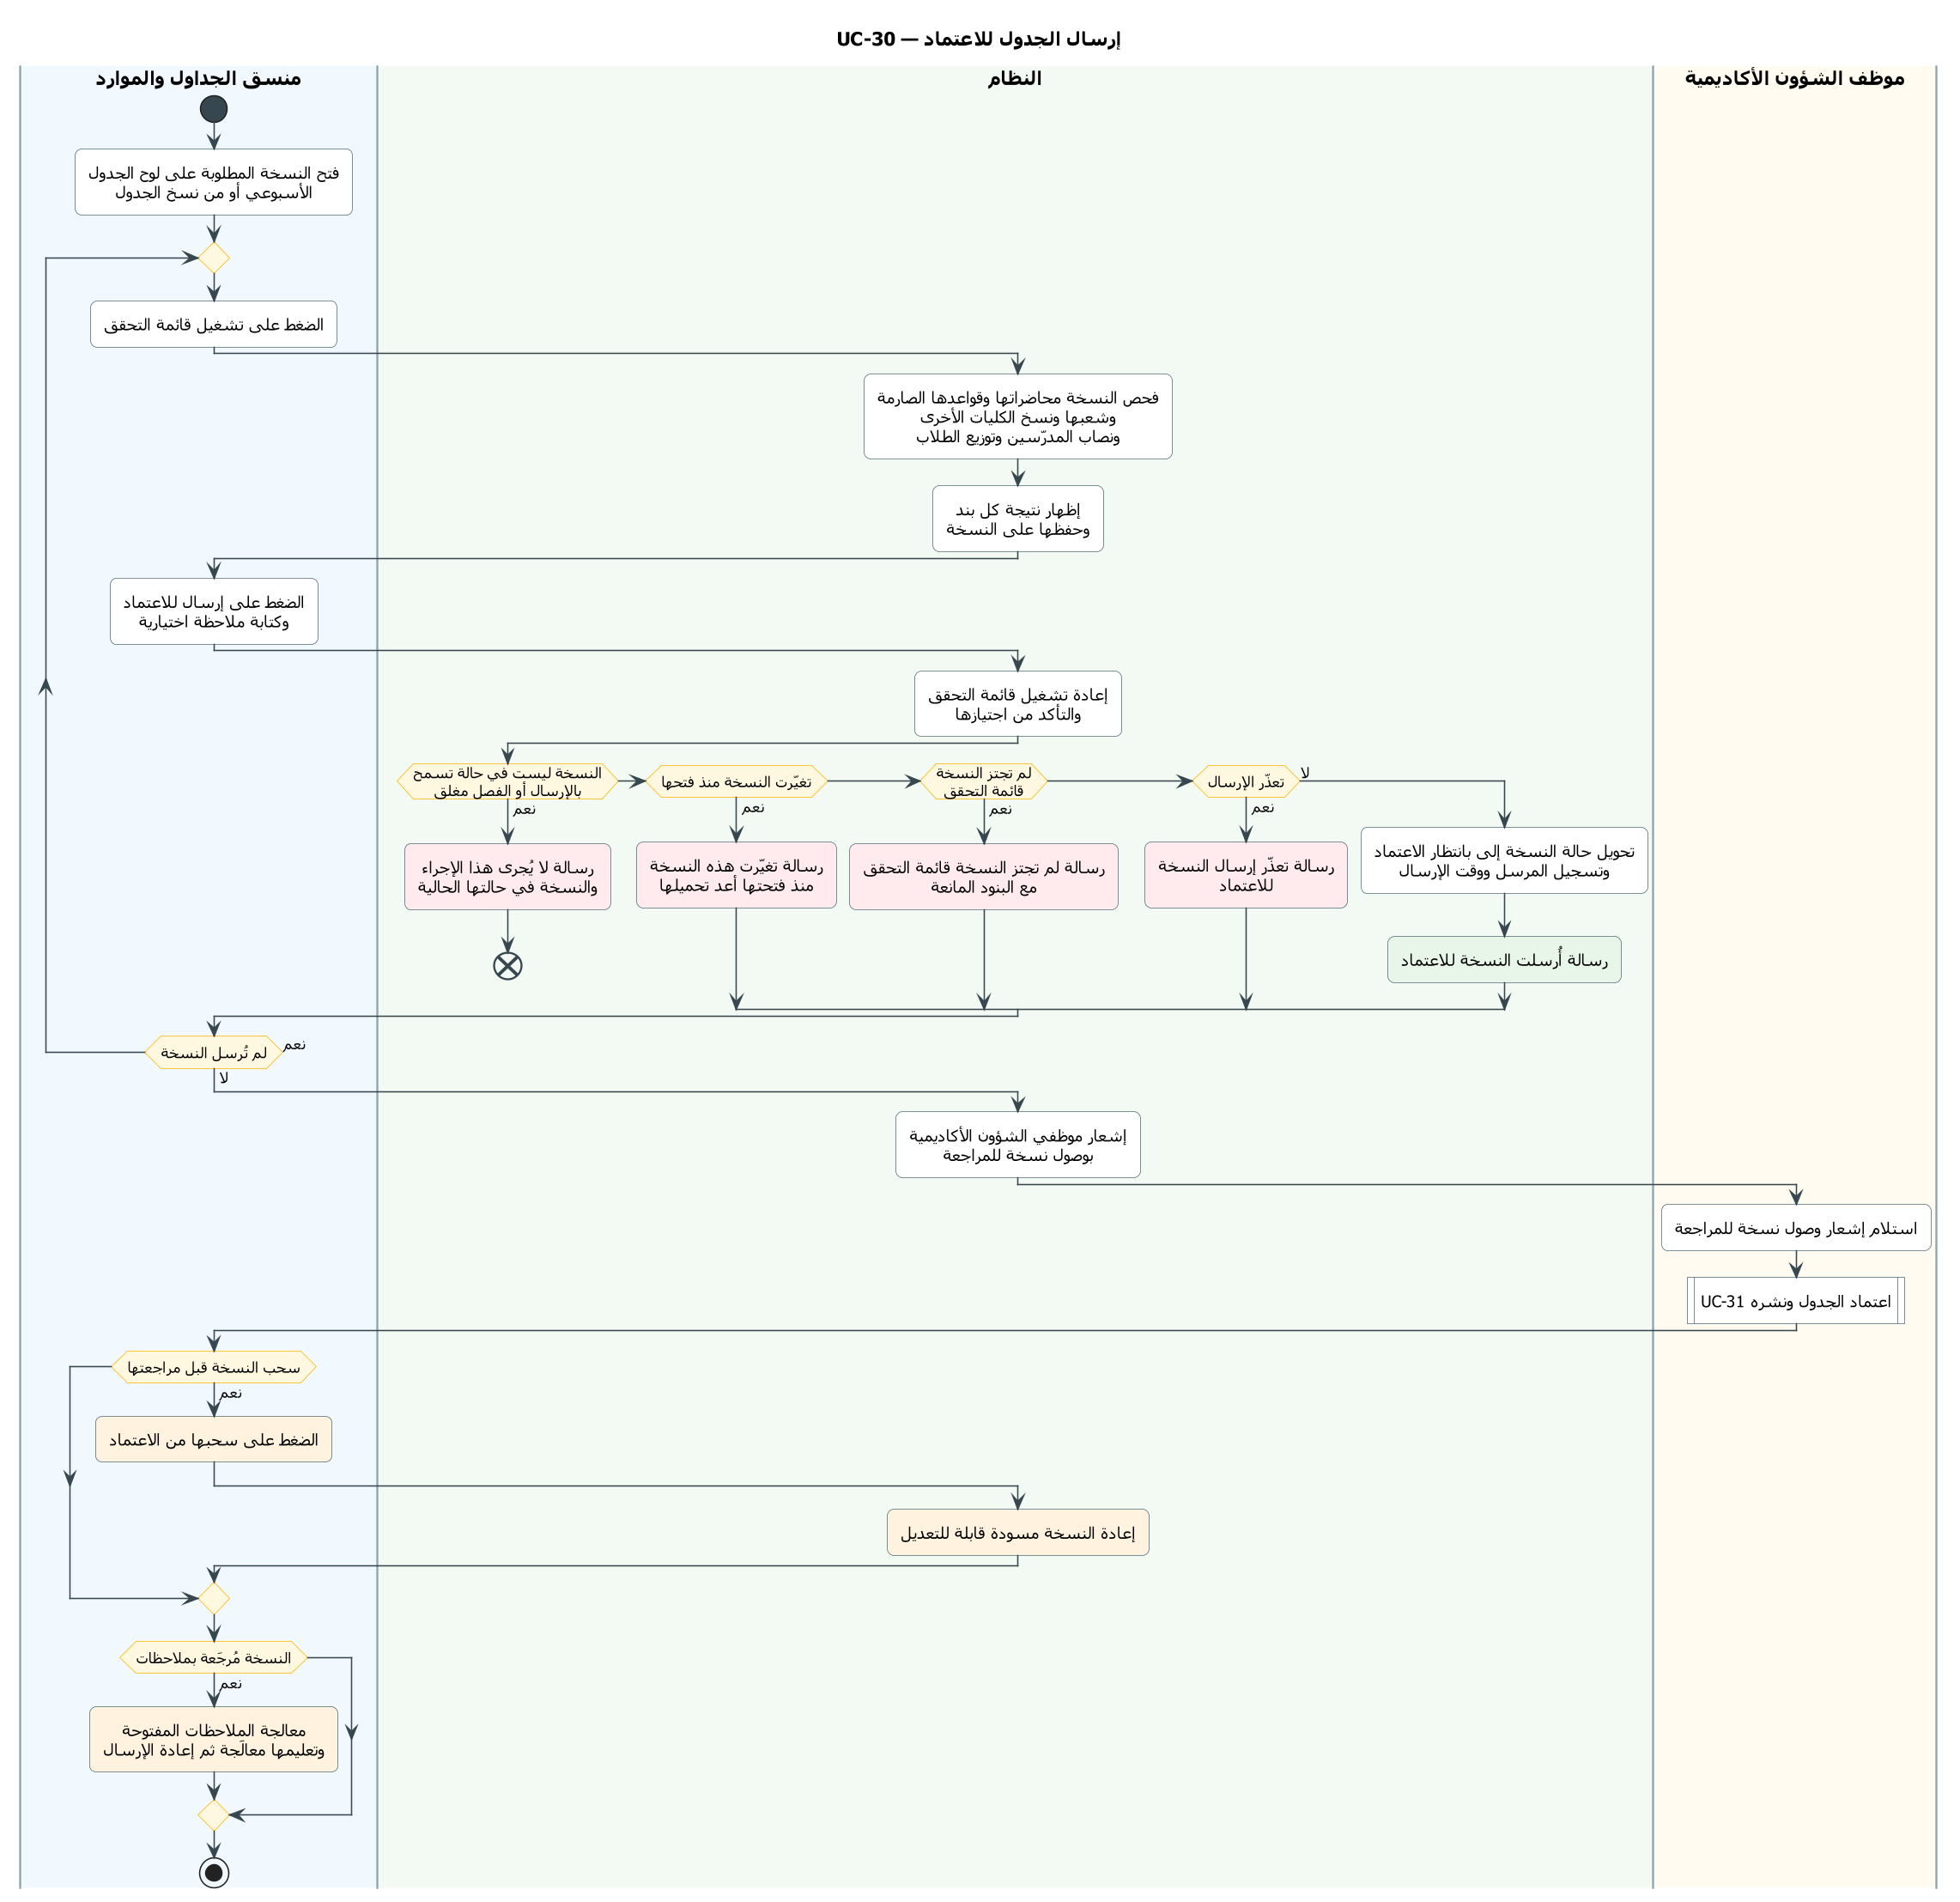 إرسال الجدول للاعتماد — UC-30
منسق الجداول والموارد
النظام
موظف الشؤون الأكاديمية
فتح النسخة المطلوبة على لوح الجدول
الأسبوعي أو من نسخ الجدول
الضغط على تشغيل قائمة التحقق
فحص النسخة محاضراتها وقواعدها الصارمة
وشعبها ونسخ الكليات الأخرى
ونصاب المدرّسين وتوزيع الطلاب
إظهار نتيجة كل بند
وحفظها على النسخة
الضغط على إرسال للاعتماد
وكتابة ملاحظة اختيارية
إعادة تشغيل قائمة التحقق
والتأكد من اجتيازها
النسخة ليست في حالة تسمح
بالإرسال أو الفصل مغلق
نعم
رسالة لا يُجرى هذا الإجراء
والنسخة في حالتها الحالية
تغيّرت النسخة منذ فتحها
نعم
رسالة تغيّرت هذه النسخة
منذ فتحتها أعد تحميلها
لم تجتز النسخة
قائمة التحقق
نعم
رسالة لم تجتز النسخة قائمة التحقق
مع البنود المانعة
تعذّر الإرسال
لا
نعم
رسالة تعذّر إرسال النسخة
للاعتماد
تحويل حالة النسخة إلى بانتظار الاعتماد
وتسجيل المرسل ووقت الإرسال
رسالة أُرسلت النسخة للاعتماد
لم تُرسل النسخة
نعم
لا
إشعار موظفي الشؤون الأكاديمية
بوصول نسخة للمراجعة
استلام إشعار وصول نسخة للمراجعة
اعتماد الجدول ونشره UC-31
سحب النسخة قبل مراجعتها
نعم
الضغط على سحبها من الاعتماد
إعادة النسخة مسودة قابلة للتعديل
النسخة مُرجَعة بملاحظات
نعم
معالجة الملاحظات المفتوحة
وتعليمها معالَجة ثم إعادة الإرسال